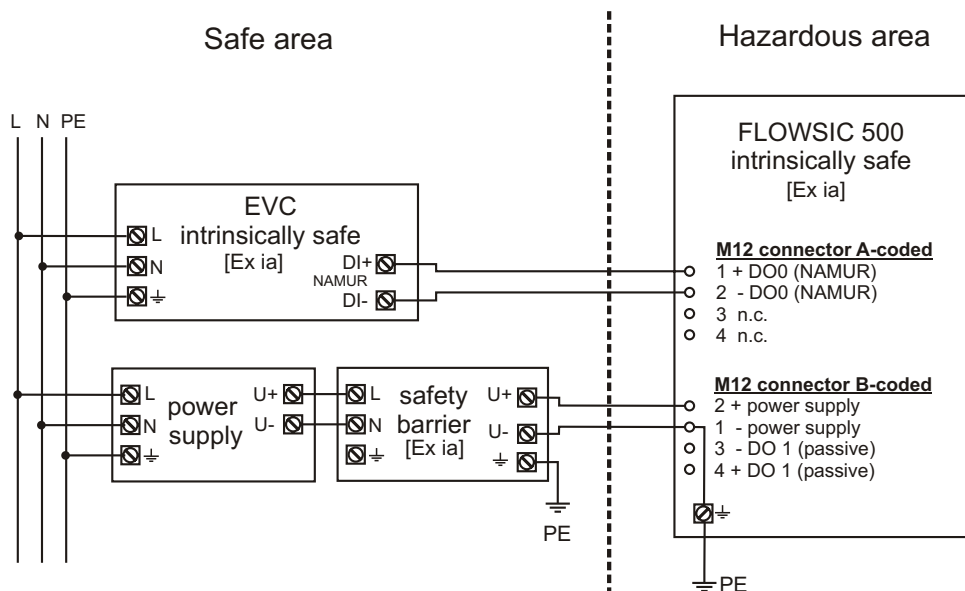 Safe area
Hazardous area
L N PE
FLOWSIC 500
intrinsically safe
[Ex ia]
EVC
intrinsically safe
[Ex ia]
L
N
⏚
DI+
NAMUR
DI-
M12 connector A-coded
1 + DO0 (NAMUR)
2 - DO0 (NAMUR)
3 n.c.
4 n.c.
power
supply
L
N
⏚
U+
U-
safety
barrier
[Ex ia]
L
N
⏚
U+
U-
⏚
PE
M12 connector B-coded
2 + power supply
1 - power supply
3 - DO 1 (passive)
4 + DO 1 (passive)
⏚
PE